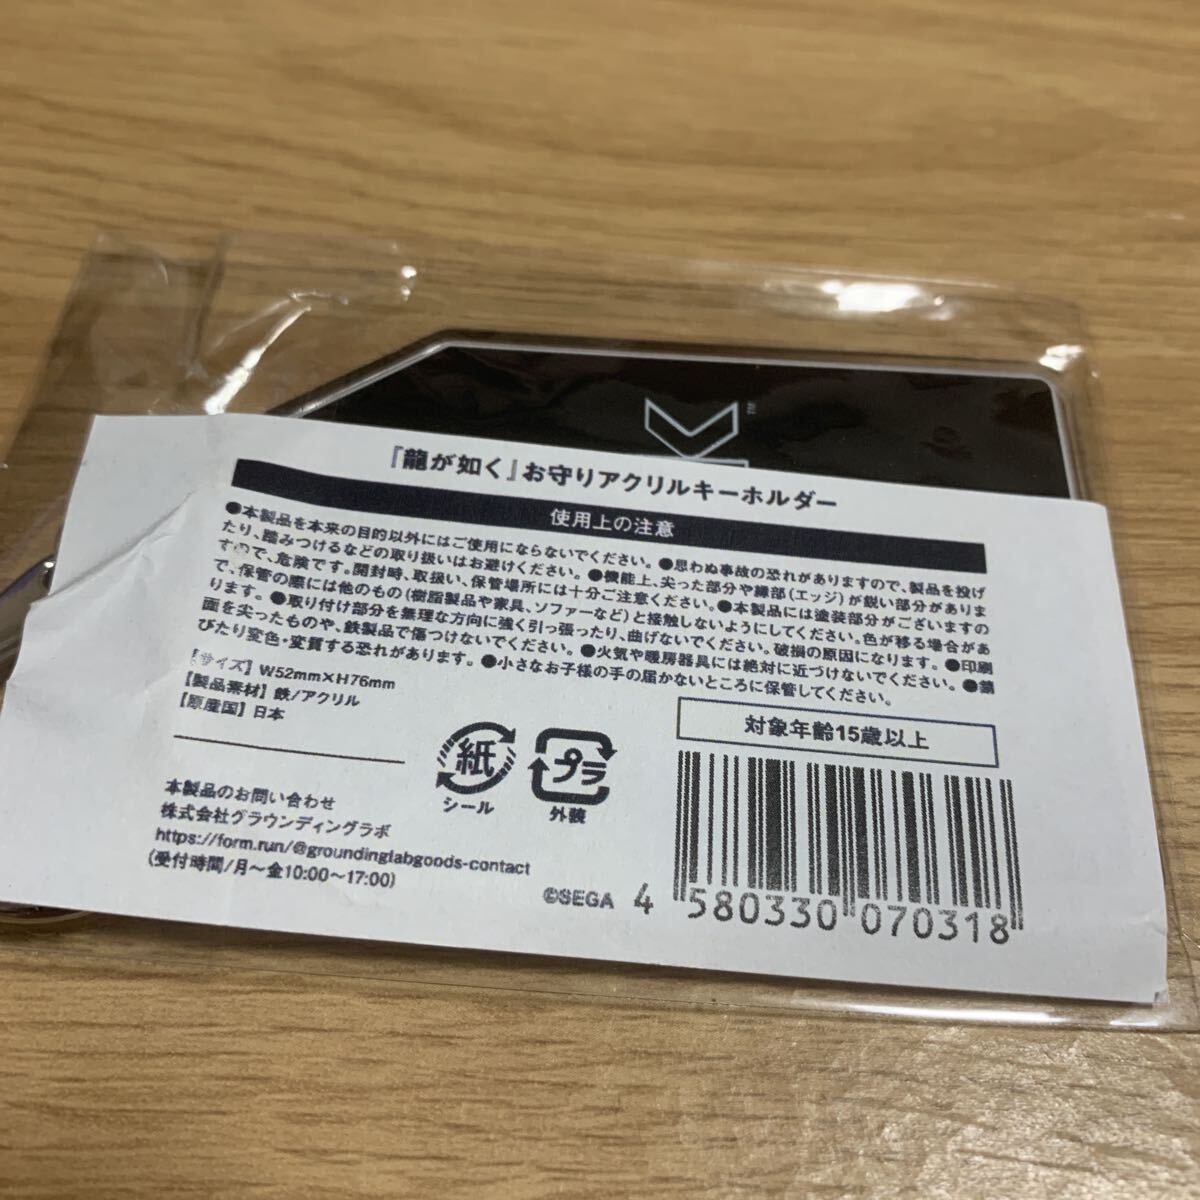 TM
『龍が如く』お守りアクリルキーホルダー
使用上の注意
●本製品を本来の目的以外にはご使用にならないでください。●思わぬ事故の恐れがありますので、製品を投げ
たり、踏みつけるなどの取り扱いはお避けください。●機能上、尖った部分や縁部(エッジ)が鋭い部分がありま
すので、危険です。開封時、取扱い、保管場所には十分ご注意ください。●本製品には塗装部分がございますの
で、保管の際には他のもの(樹脂製品や家具、ソファーなど)と接触しないようにしてください。色が移る場合があ
ります。●取り付け部分を無理な方向に強く引っ張ったり、曲げないでください。破損の原因になります。●印刷
面を尖ったものや、鉄製品で傷つけないでください。●火気や暖房器具には絶対に近づけないでください。●錆
びたり変色・変質する恐れがあります。●小さなお子様の手の届かないところに保管してください。
【サイズ】W52mm×H76mm
【製品素材】鉄/アクリル
【原産国】日本
紙
シール
プラ
外装
対象年齢15歳以上
本製品のお問い合わせ
株式会社グラウンディングラボ
https://form.run/@groundinglabgoods-contact
(受付時間/月～金10:00～17:00)
©SEGA
4 580330 070318